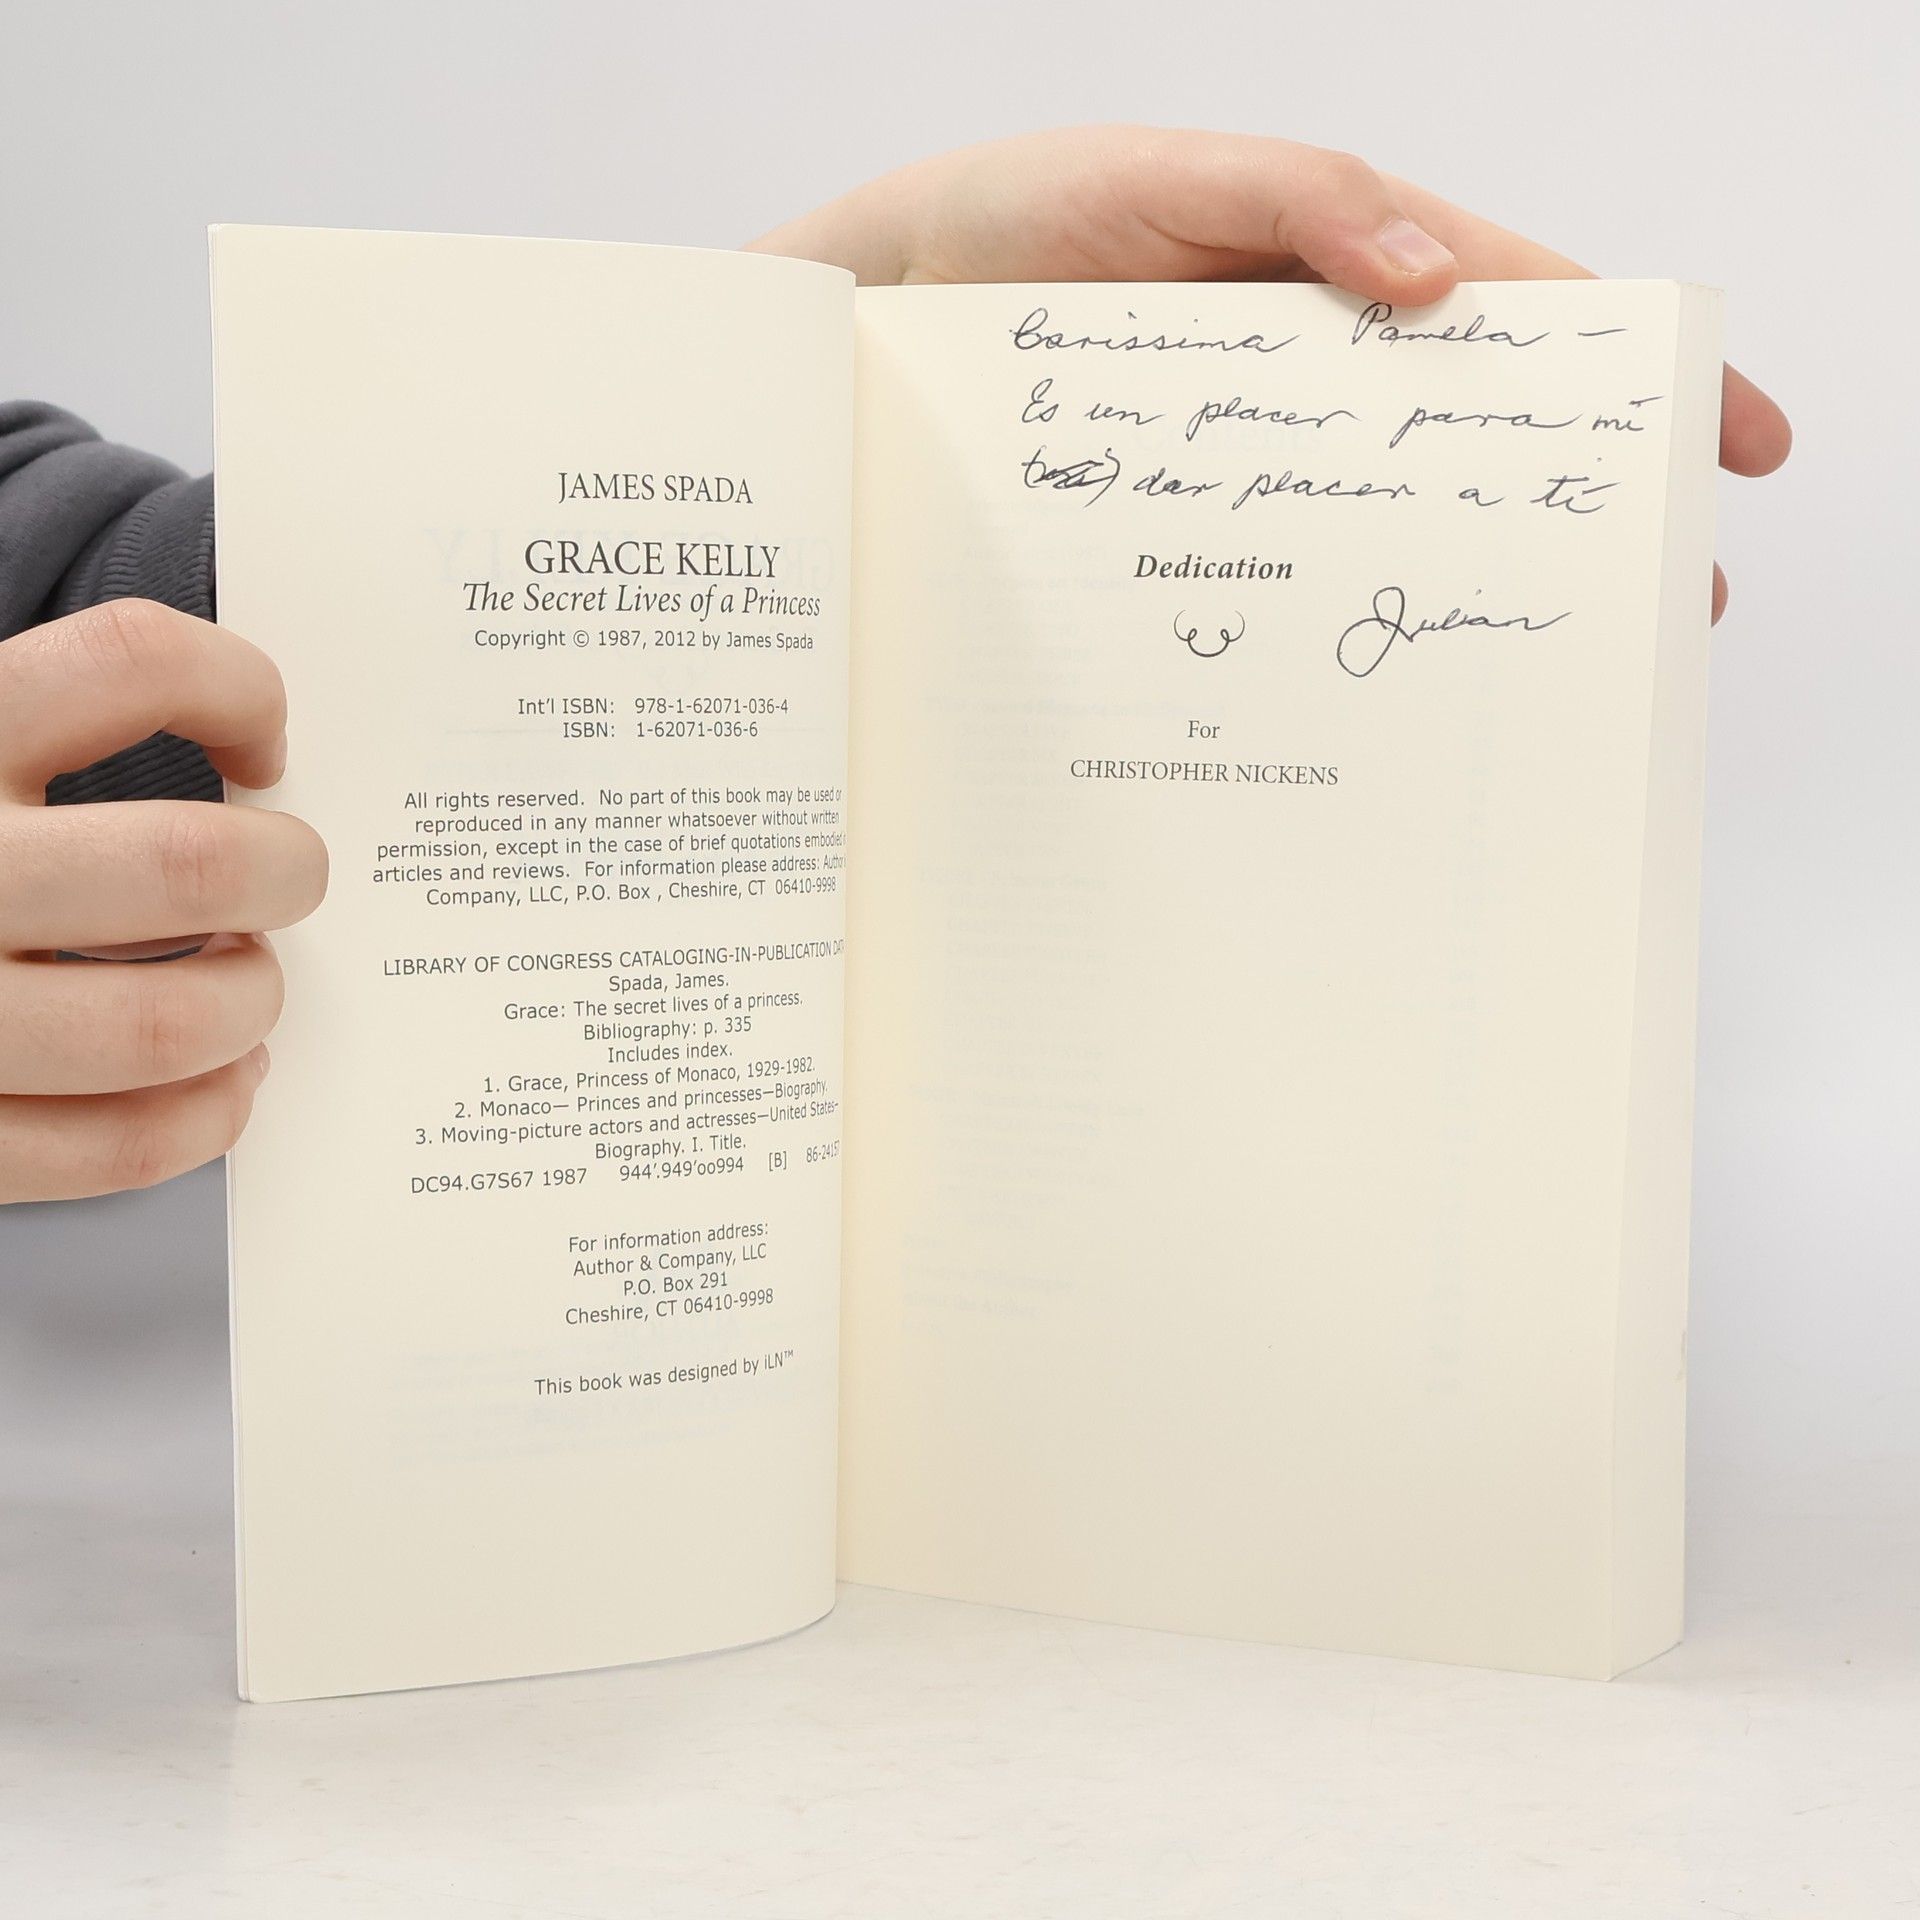 JAMES SPADA
GRACE KELLY
The Secret Lives of a Princess
Copyright © 1987, 2012 by James Spada
Int'l ISBN: 978-1-62071-036-4
ISBN: 1-62071-036-6
All rights reserved. No part of this book may be used or
reproduced in any manner whatsoever without written
permission, except in the case of brief quotations embodied
articles and reviews. For information please address: Author
Company, LLC, P.O. Box , Cheshire, CT 06410-9998
LIBRARY OF CONGRESS CATALOGING-IN-PUBLICATION DAT
Spada, James.
Grace: The secret lives of a princess.
Bibliography: p. 335
Includes index.
1. Grace, Princess of Monaco, 1929-1982.
2. Monaco— Princes and princesses—Biography.
3. Moving-picture actors and actresses—United States-
Biography. I. Title.
DC94.G7S67 1987 944'.949'oo994 [B] 86-24157
For information address:
Author & Company, LLC
P.O. Box 291
Cheshire, CT 06410-9998
This book was designed by iLN™
Carissima Pamela —
Es un placer para mí
dar placer a tí
Dedication
Julian
For
CHRISTOPHER NICKENS